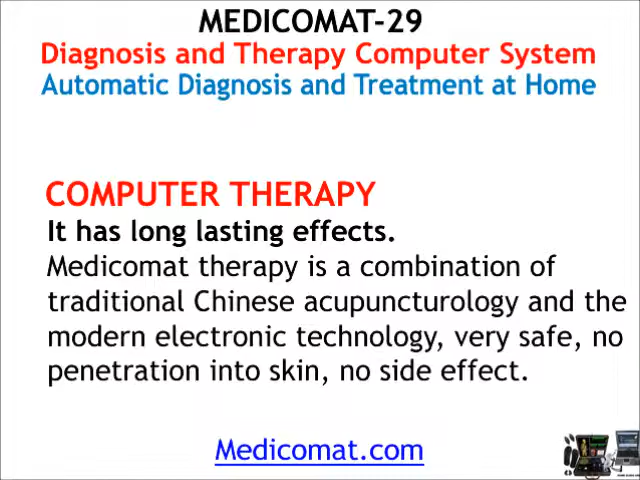 MEDICOMAT-29
Diagnosis and Therapy Computer System
Automatic Diagnosis and Treatment at Home
COMPUTER THERAPY
It has long lasting effects.
Medicomat therapy is a combination of
traditional Chinese acupuncturology and the
modern electronic technology, very safe, no
penetration into skin, no side effect.
Medicomat.com